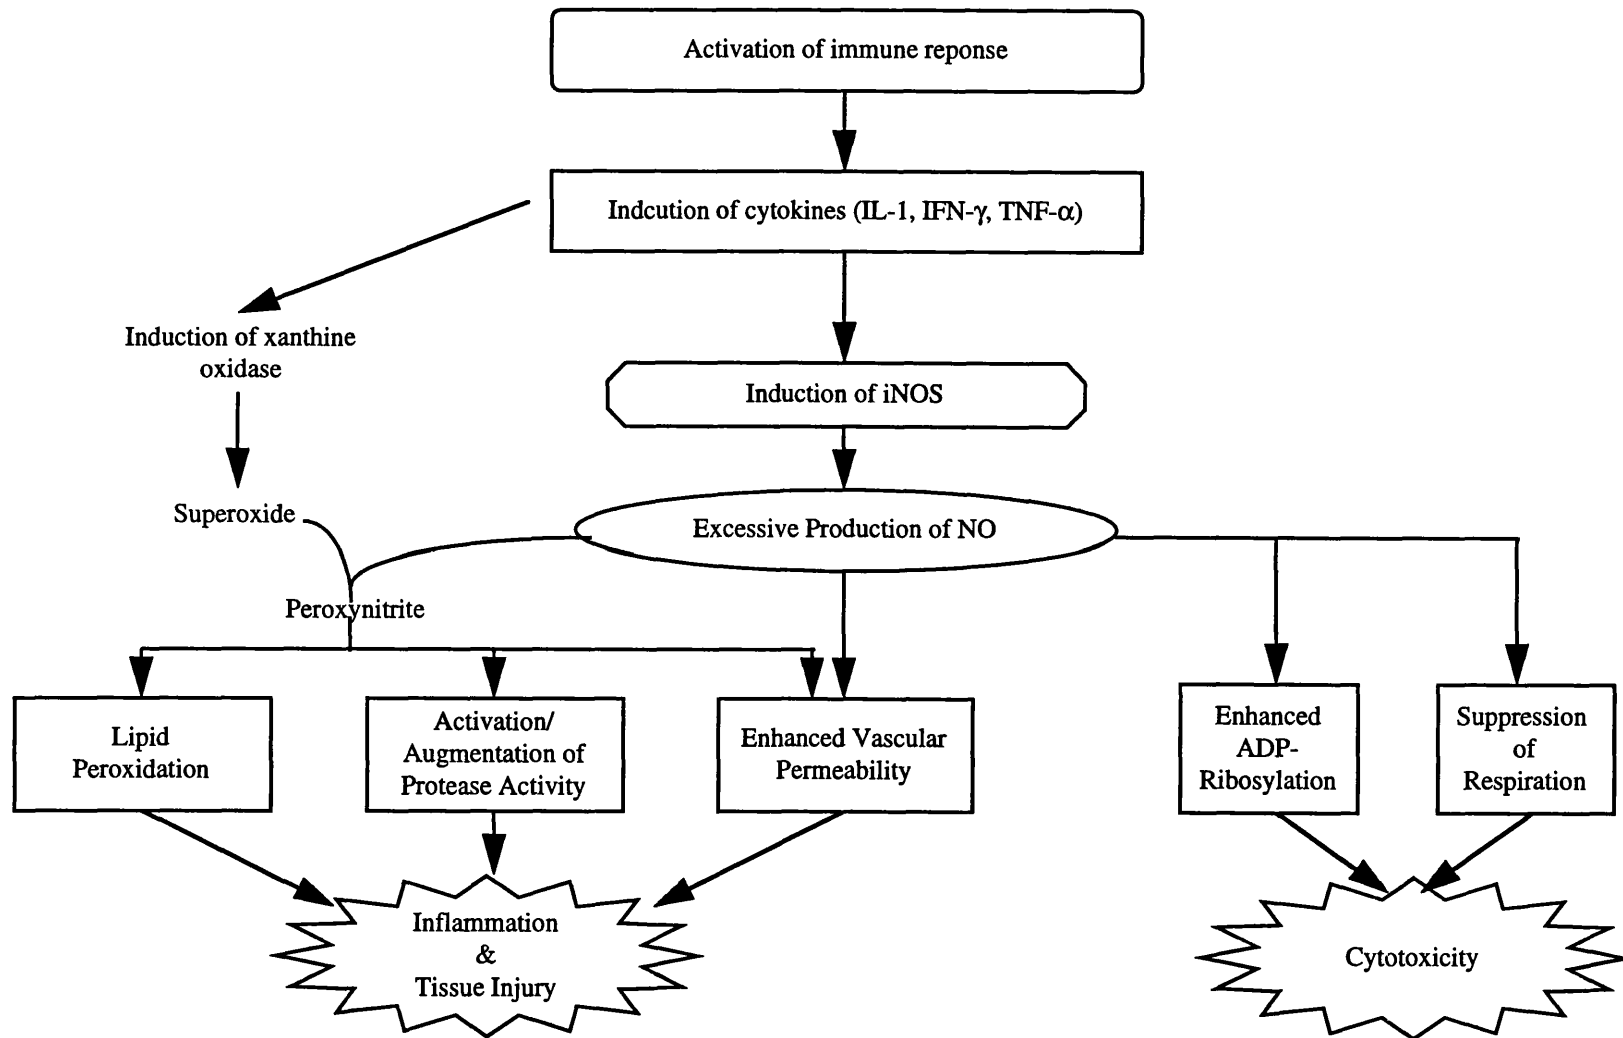 Activation of immune reponse
Indcution of cytokines (IL-1, IFN-γ, TNF-α)
Induction of xanthine
oxidase
Induction of iNOS
Superoxide
Excessive Production of NO
Peroxynitrite
Lipid
Peroxidation
Activation/
Augmentation of
Protease Activity
Enhanced Vascular
Permeability
Enhanced
ADP-
Ribosylation
Suppression
of
Respiration
Inflammation
&
Tissue Injury
Cytotoxicity